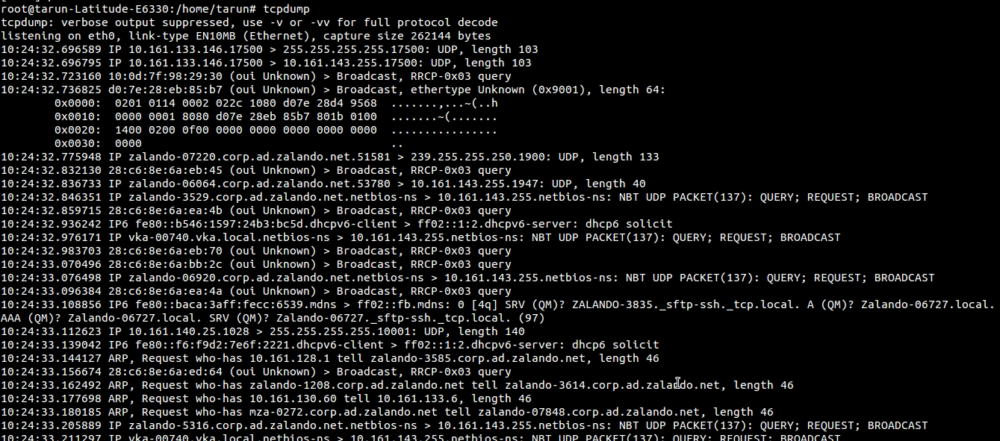 root@tarun-Latitude-E6330:/home/tarun# tcpdump
tcpdump: verbose output suppressed, use -v or -vv for full protocol decode
listening on eth0, link-type EN10MB (Ethernet), capture size 262144 bytes
10:24:32.696589 IP 10.161.133.146.17500 > 255.255.255.255.17500: UDP, length 103
10:24:32.696795 IP 10.161.133.146.17500 > 10.161.143.255.17500: UDP, length 103
10:24:32.723160 10:0d:7f:98:29:30 (oui Unknown) > Broadcast, RRCP-0x03 query
10:24:32.736825 d0:7e:28:eb:85:b7 (oui Unknown) > Broadcast, ethertype Unknown (0x9001), length 64:
0x0000:  0201 0114 0002 022c 1080 d07e 28d4 9568  .......,...~(..h
0x0010:  0000 0001 8080 d07e 28eb 85b7 801b 0100  .......~(.......
0x0020:  1400 0200 0f00 0000 0000 0000 0000 0000  ................
0x0030:  0000                                     ..
10:24:32.775948 IP zalando-07220.corp.ad.zalando.net.51581 > 239.255.255.250.1900: UDP, length 133
10:24:32.832130 28:c6:8e:6a:eb:45 (oui Unknown) > Broadcast, RRCP-0x03 query
10:24:32.836733 IP zalando-06064.corp.ad.zalando.net.53780 > 10.161.143.255.1947: UDP, length 40
10:24:32.846351 IP zalando-3529.corp.ad.zalando.net.netbios-ns > 10.161.143.255.netbios-ns: NBT UDP PACKET(137): QUERY; REQUEST; BROADCAST
10:24:32.859715 28:c6:8e:6a:ea:4b (oui Unknown) > Broadcast, RRCP-0x03 query
10:24:32.936242 IP6 fe80::b546:1597:24b3:bc5d.dhcpv6-client > ff02::1:2.dhcpv6-server: dhcp6 solicit
10:24:32.976171 IP vka-00740.vka.local.netbios-ns > 10.161.143.255.netbios-ns: NBT UDP PACKET(137): QUERY; REQUEST; BROADCAST
10:24:32.983703 28:c6:8e:6a:eb:70 (oui Unknown) > Broadcast, RRCP-0x03 query
10:24:33.070496 28:c6:8e:6a:bb:2c (oui Unknown) > Broadcast, RRCP-0x03 query
10:24:33.076498 IP zalando-06920.corp.ad.zalando.net.netbios-ns > 10.161.143.255.netbios-ns: NBT UDP PACKET(137): QUERY; REQUEST; BROADCAST
10:24:33.096384 28:c6:8e:6a:ea:4a (oui Unknown) > Broadcast, RRCP-0x03 query
10:24:33.108856 IP6 fe80::baca:3aff:fecc:6539.mdns > ff02::fb.mdns: 0 [4q] SRV (QM)? ZALANDO-3835._sftp-ssh._tcp.local. A (QM)? Zalando-06727.local.
AAA (QM)? Zalando-06727.local. SRV (QM)? Zalando-06727._sftp-ssh._tcp.local. (97)
10:24:33.112623 IP 10.161.140.25.1028 > 255.255.255.255.10001: UDP, length 140
10:24:33.139042 IP6 fe80::f6:f9d2:7e6f:2221.dhcpv6-client > ff02::1:2.dhcpv6-server: dhcp6 solicit
10:24:33.144127 ARP, Request who-has 10.161.128.1 tell zalando-3585.corp.ad.zalando.net, length 46
10:24:33.156674 28:c6:8e:6a:ed:64 (oui Unknown) > Broadcast, RRCP-0x03 query
10:24:33.162492 ARP, Request who-has zalando-1208.corp.ad.zalando.net tell zalando-3614.corp.ad.zalando.net, length 46
10:24:33.177698 ARP, Request who-has 10.161.130.60 tell 10.161.133.6, length 46
10:24:33.180185 ARP, Request who-has mza-0272.corp.ad.zalando.net tell zalando-07848.corp.ad.zalando.net, length 46
10:24:33.205889 IP zalando-5316.corp.ad.zalando.net.netbios-ns > 10.161.143.255.netbios-ns: NBT UDP PACKET(137): QUERY; REQUEST; BROADCAST
10:24:33.211297 IP vka-00740.vka.local.netbios-ns > 10.161.143.255.netbios-ns: NBT UDP PACKET(137): QUERY; REQUEST; BROADCAST